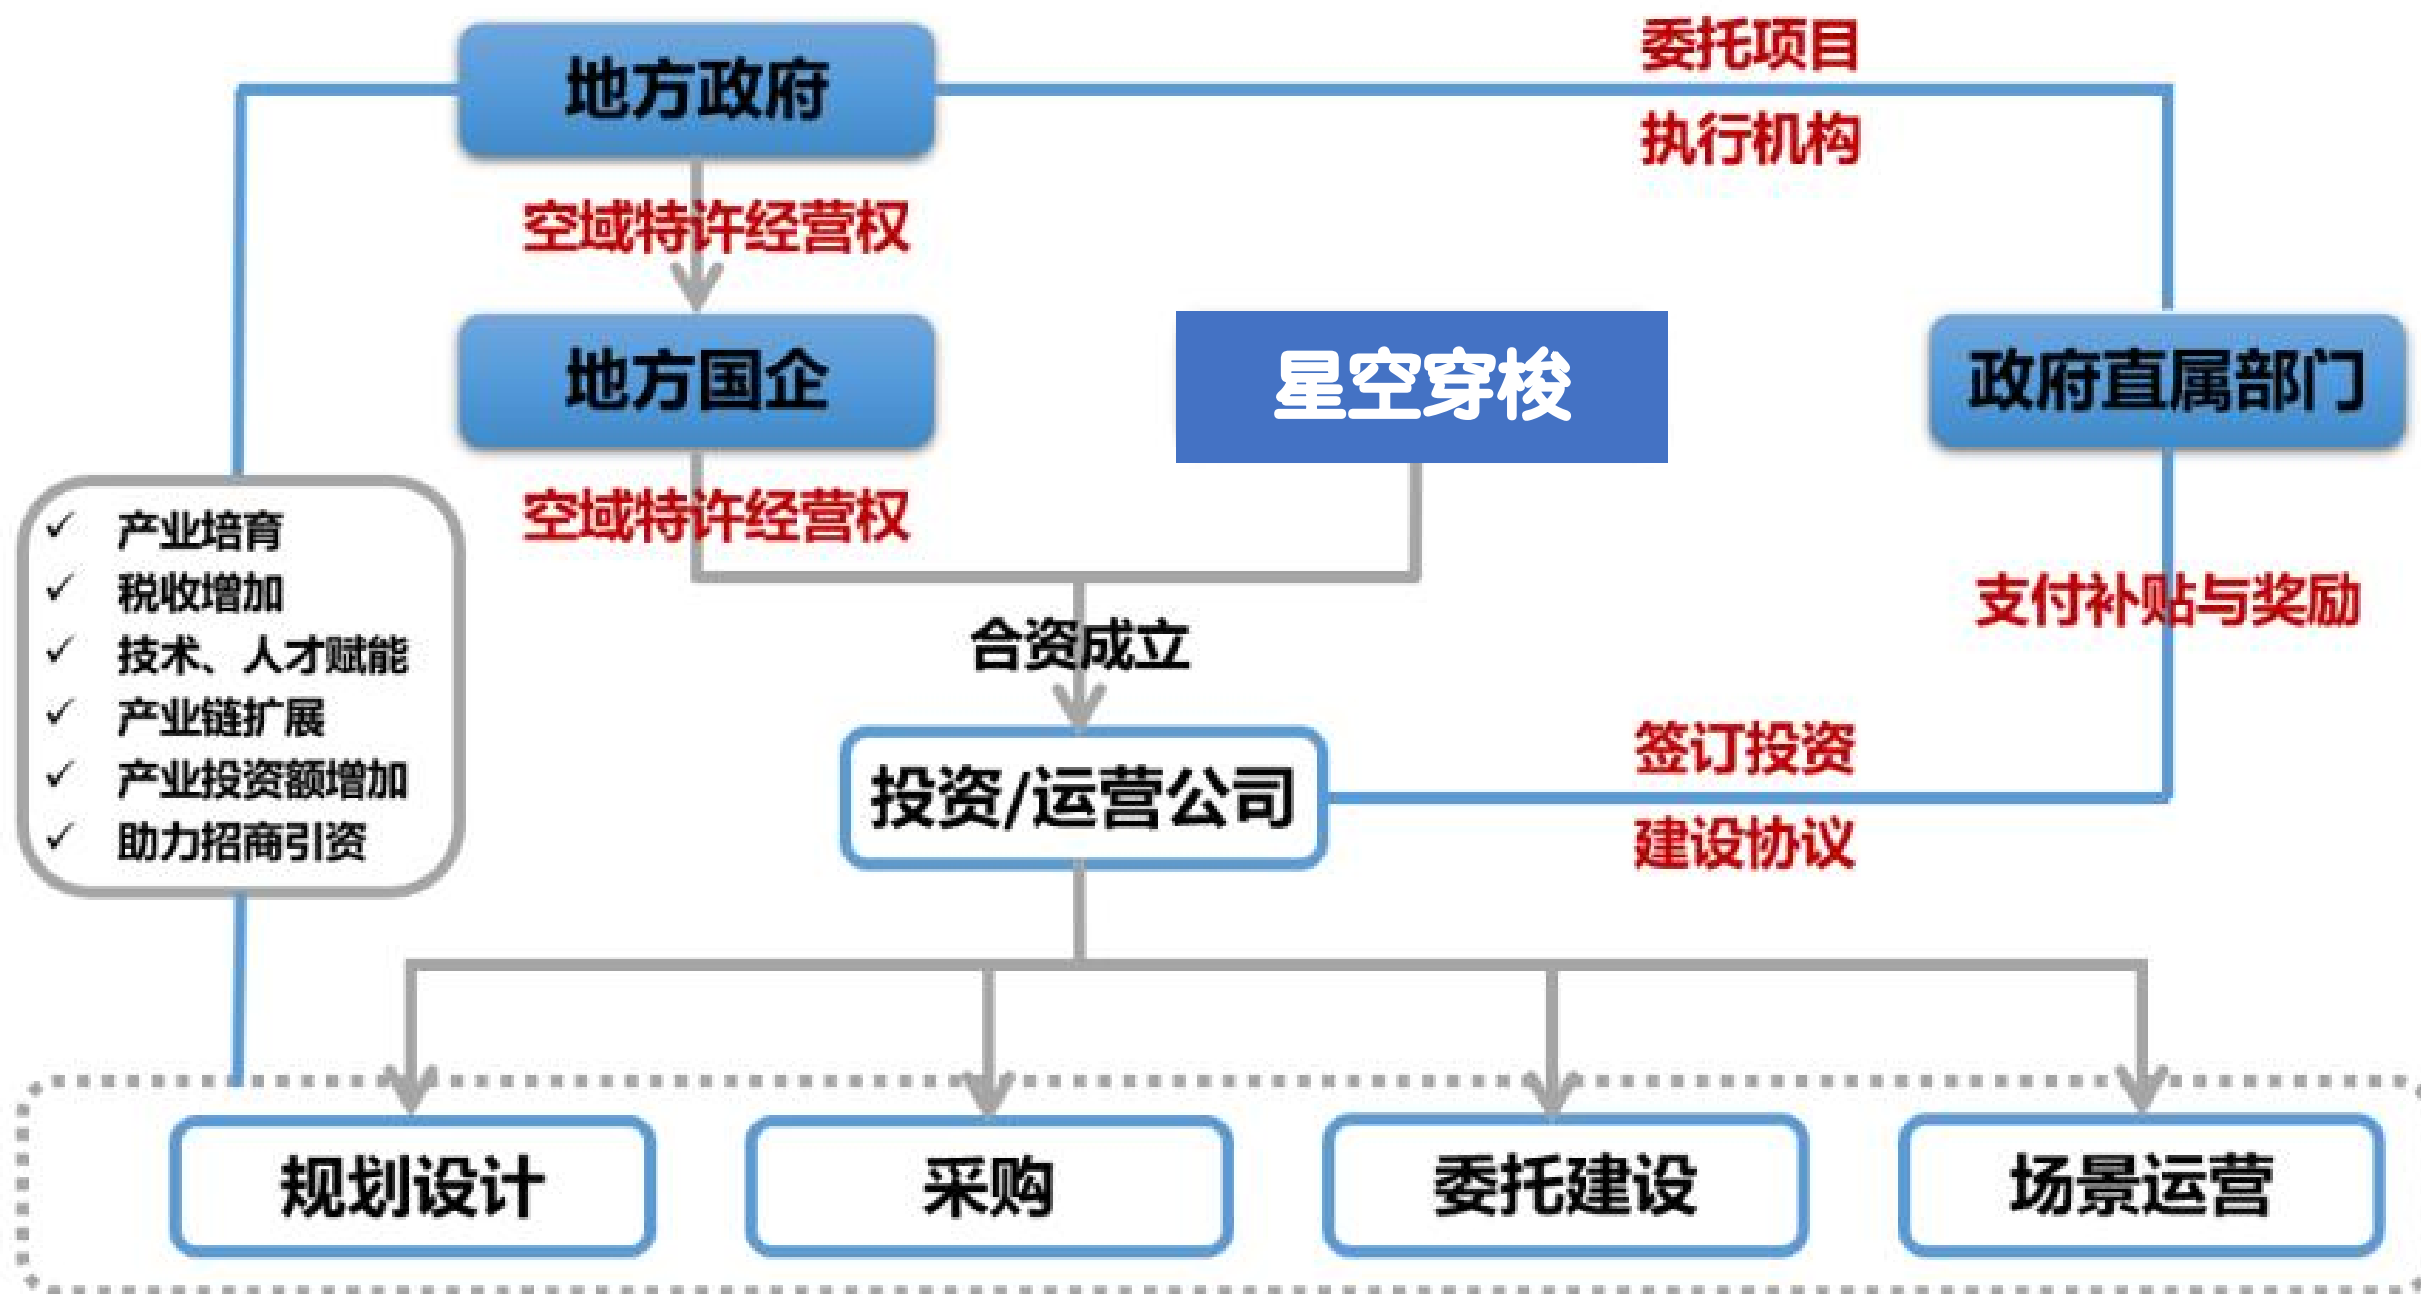 地方政府
委托项目
执行机构
空域特许经营权
地方国企
星空穿梭
政府直属部门
空域特许经营权
✓ 产业培育
✓ 税收增加
✓ 技术、人才赋能
✓ 产业链扩展
✓ 产业投资额增加
✓ 助力招商引资
合资成立
支付补贴与奖励
投资/运营公司
签订投资
建设协议
规划设计
采购
委托建设
场景运营